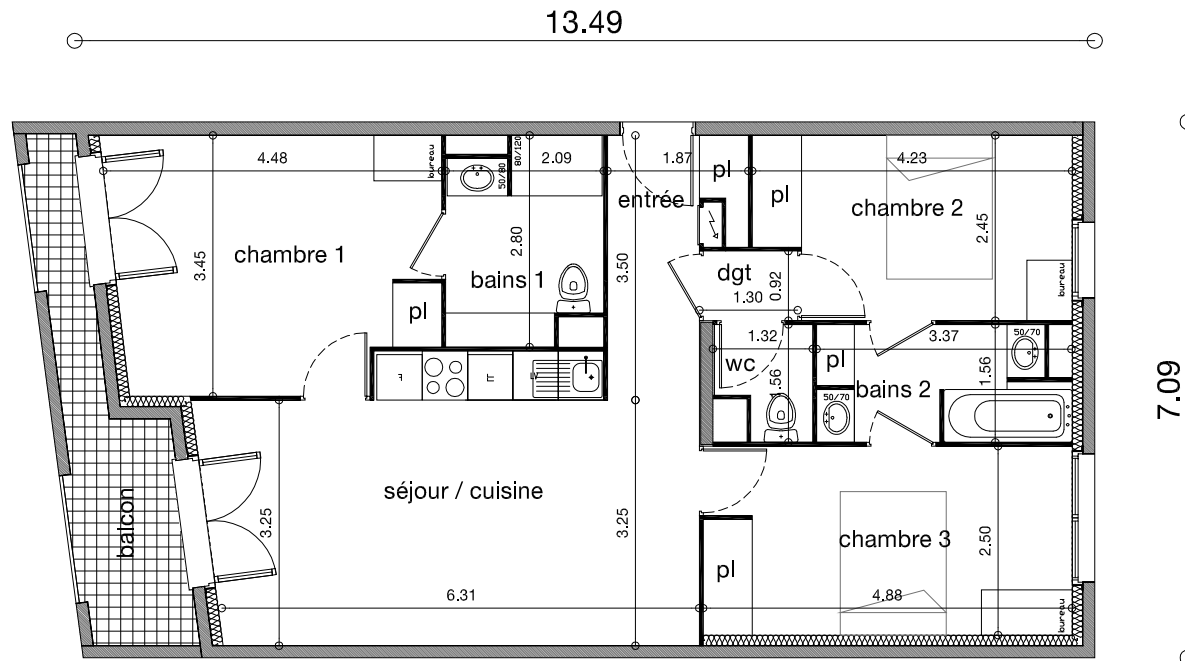 13.49
4.48
bureau
50/80
80/120
2.09
1.87
pl
pl
4.23
entrée
chambre 2
2.45
chambre 1
3.45
2.80
bains 1
3.50
dgt
1.30
0.92
bureau
pl
1.32
wc
1.56
pl
3.37
50/70
bains 2
1.56
50/70
LV
7.09
séjour / cuisine
balcon
3.25
3.25
chambre 3
2.50
pl
6.31
4.88
bureau